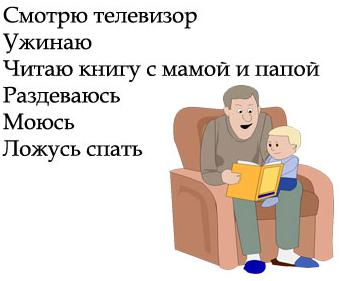 Смотрю телевизор
Ужинаю
Читаю книгу с мамой и папой
Раздеваюсь
Моюсь
Ложусь спать